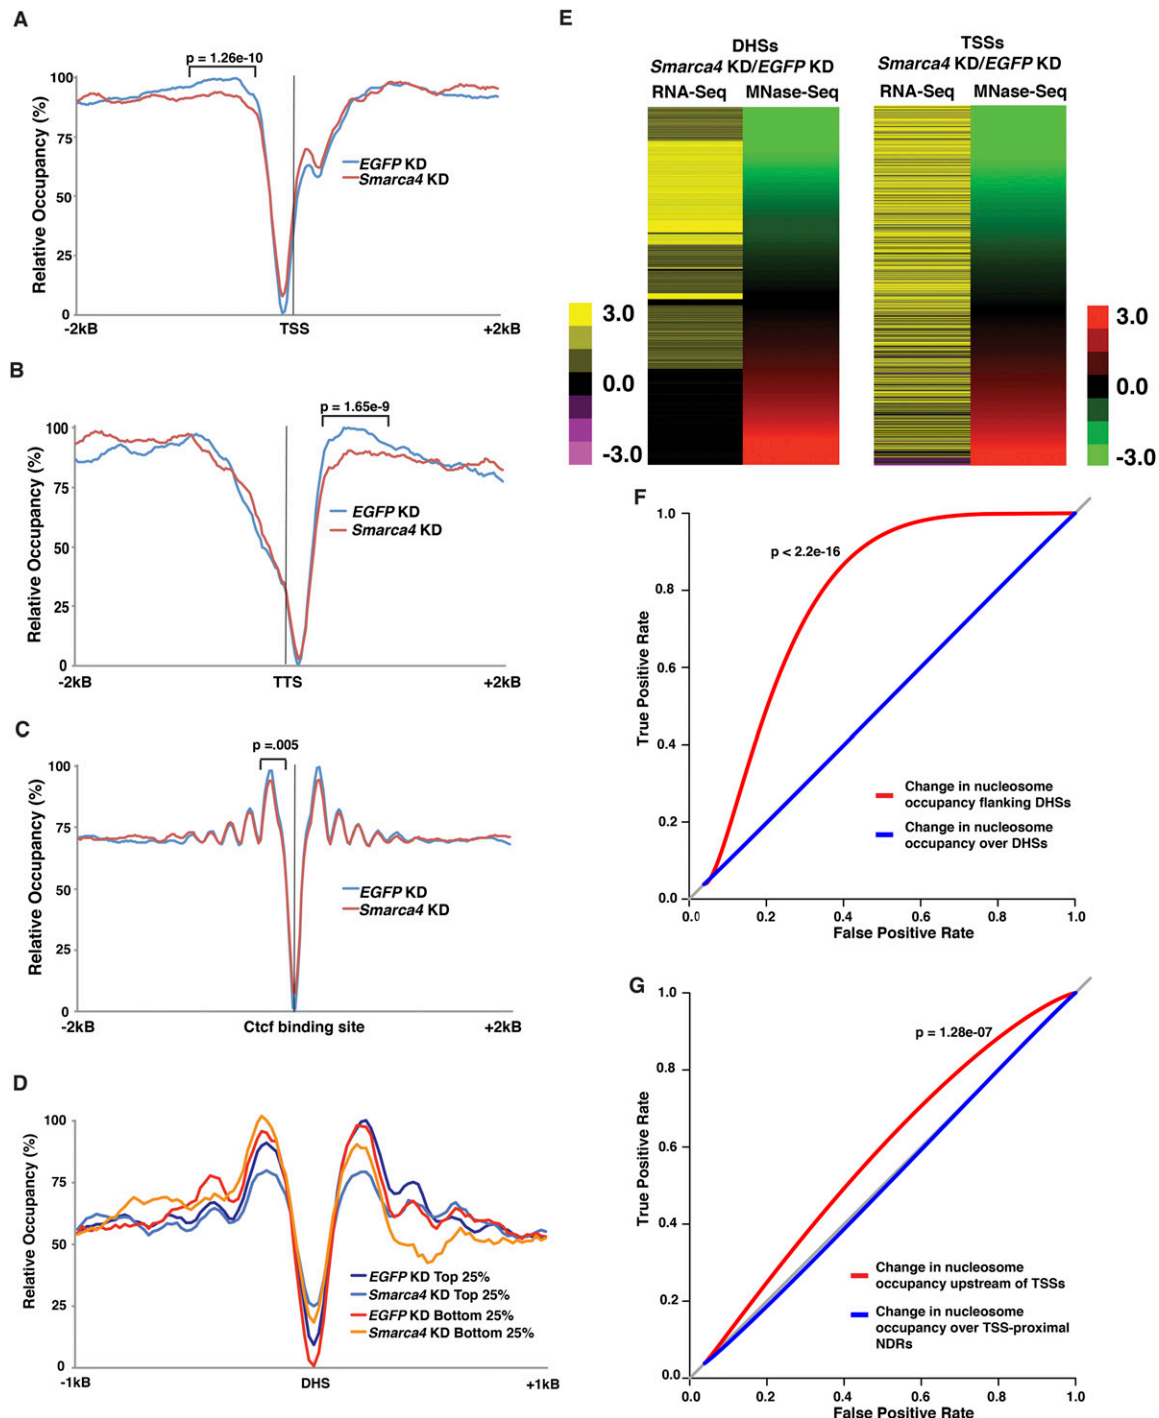 A
p = 1.26e-10
Relative Occupancy (%)
100
75
50
25
0
EGFP KD
Smarca4 KD
-2kB
TSS
+2kB
B
p = 1.65e-9
Relative Occupancy (%)
100
75
50
25
0
EGFP KD
Smarca4 KD
-2kB
TTS
+2kB
C
p =.005
Relative Occupancy (%)
100
75
50
25
0
EGFP KD
Smarca4 KD
-2kB
Ctcf binding site
+2kB
D
Relative Occupancy (%)
100
75
50
25
0
EGFP KD Top 25%
Smarca4 KD Top 25%
EGFP KD Bottom 25%
Smarca4 KD Bottom 25%
-1kB
DHS
+1kB
E
DHSs
Smarca4 KD/EGFP KD
RNA-Seq MNase-Seq
TSSs
Smarca4 KD/EGFP KD
RNA-Seq MNase-Seq
3.0
0.0
-3.0
3.0
0.0
-3.0
F
True Positive Rate
1.0
0.8
0.6
0.4
0.2
0.0
p < 2.2e-16
Change in nucleosome
occupancy flanking DHSs
Change in nucleosome
occupancy over DHSs
0.0 0.2 0.4 0.6 0.8 1.0
False Positive Rate
G
True Positive Rate
1.0
0.8
0.6
0.4
0.2
0.0
p = 1.28e-07
Change in nucleosome
occupancy upstream of TSSs
Change in nucleosome
occupancy over TSS-proximal
NDRs
0.0 0.2 0.4 0.6 0.8 1.0
False Positive Rate